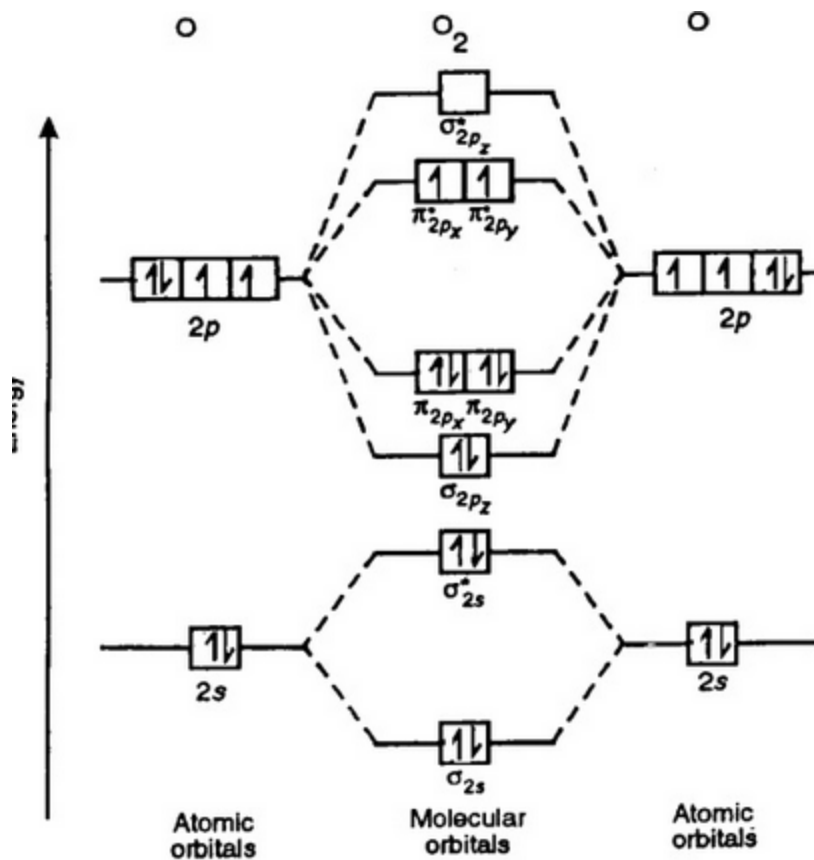 O O₂ O
σ*2pz
π*2px π*2py
2p 2p
π2px π2py
σ2pz
σ*2s
2s 2s
σ2s
Atomic orbitals Molecular orbitals Atomic orbitals